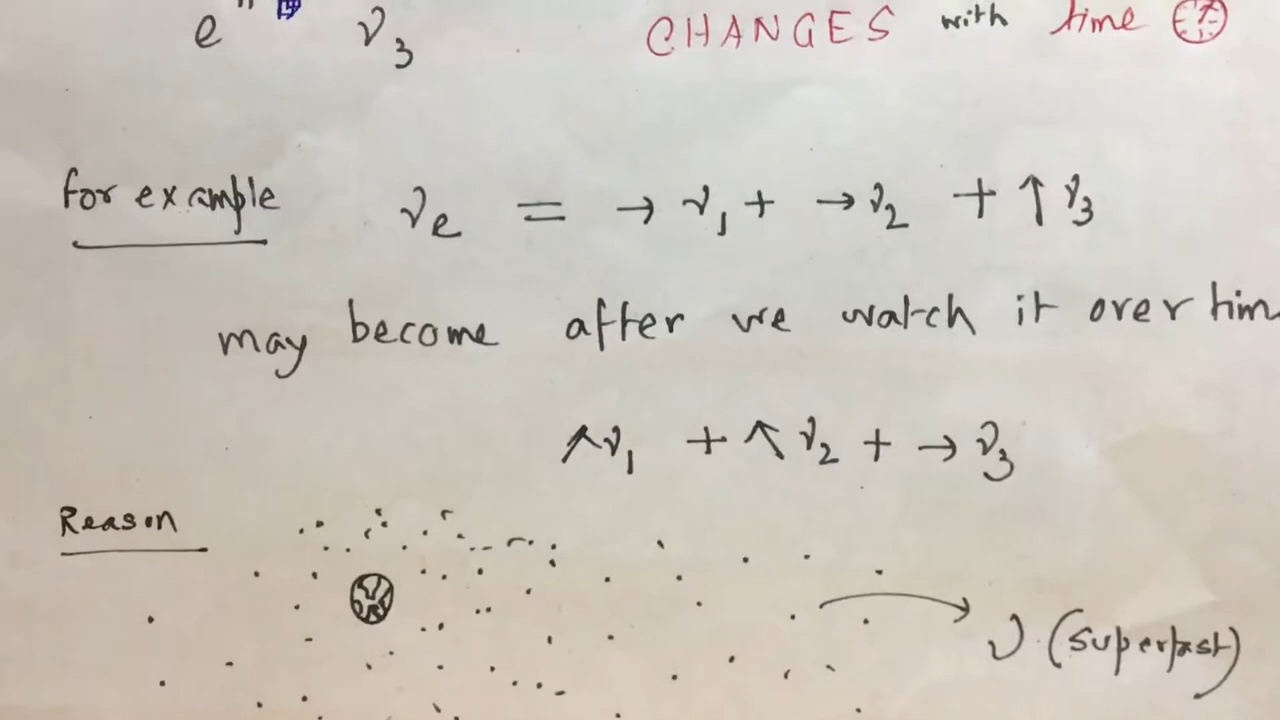 e ν3 CHANGES with time
for example νe = → ν1 + → ν2 + ↑ ν3
may become after we watch it over tim
↗ν1 + ↖ ν2 + → ν3
Reason
ν (superfast)